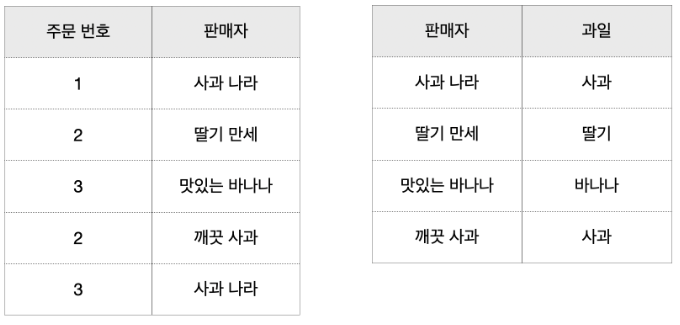 주문 번호 판매자
1 사과 나라
2 딸기 만세
3 맛있는 바나나
2 깨끗 사과
3 사과 나라
판매자 과일
사과 나라 사과
딸기 만세 딸기
맛있는 바나나 바나나
깨끗 사과 사과